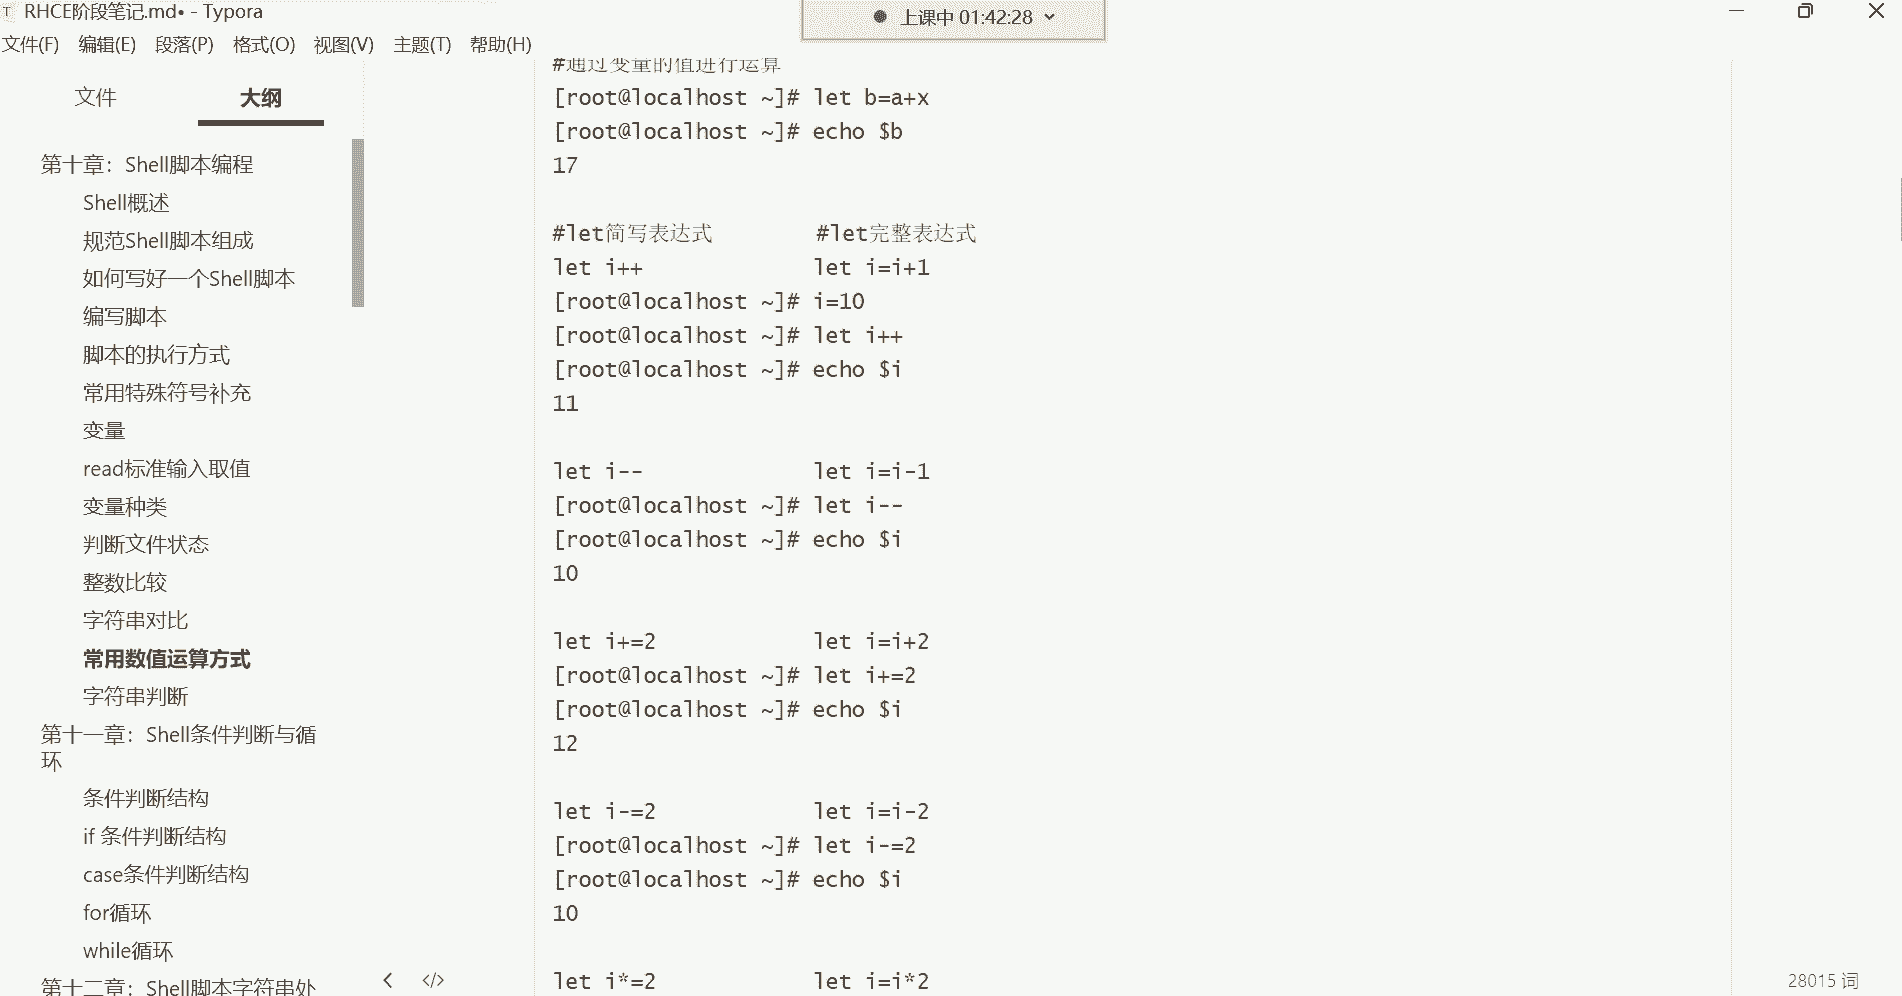 RHCE阶段笔记.md• - Typora
上课中 01:42:28
文件(F) 编辑(E) 段落(P) 格式(O) 视图(V) 主题(T) 帮助(H)
文件 大纲
第十章：Shell脚本编程
Shell概述
规范Shell脚本组成
如何写好一个Shell脚本
编写脚本
脚本的执行方式
常用特殊符号补充
变量
read标准输入取值
变量种类
判断文件状态
整数比较
字符串对比
常用数值运算方式
字符串判断
第十一章：Shell条件判断与循
环
条件判断结构
if 条件判断结构
case条件判断结构
for循环
while循环
第十二章：Shell脚本字符串处
#通过变量的值进行运算
[root@localhost ~]# let b=a+x
[root@localhost ~]# echo $b
17
#let简写表达式 #let完整表达式
let i++ let i=i+1
[root@localhost ~]# i=10
[root@localhost ~]# let i++
[root@localhost ~]# echo $i
11
let i-- let i=i-1
[root@localhost ~]# let i--
[root@localhost ~]# echo $i
10
let i+=2 let i=i+2
[root@localhost ~]# let i+=2
[root@localhost ~]# echo $i
12
let i-=2 let i=i-2
[root@localhost ~]# let i-=2
[root@localhost ~]# echo $i
10
let i*=2 let i=i*2
28015 词